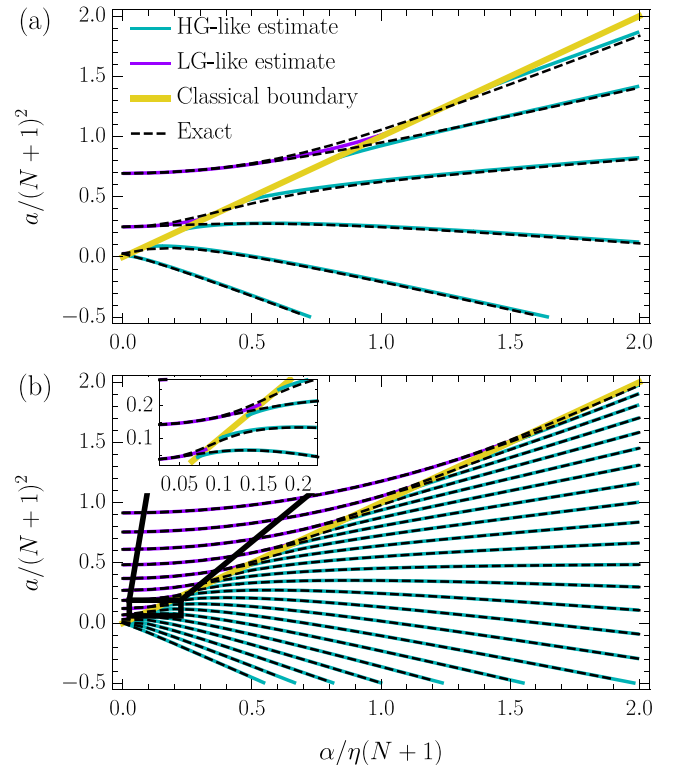 (a)
2.0
1.5
1.0
0.5
0.0
−0.5
a/(N + 1)²
HG-like estimate
LG-like estimate
Classical boundary
Exact
0.0 0.5 1.0 1.5 2.0
(b)
2.0
1.5
1.0
0.5
0.0
−0.5
a/(N + 1)²
0.2
0.1
0.05 0.1 0.15 0.2
0.0 0.5 1.0 1.5 2.0
α/η(N + 1)